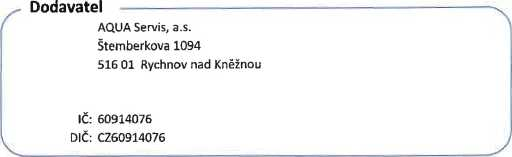 Dodavatel
AQUA Servis, a.s.
Štemberkova 1094
516 01 Rychnov nad Kněžnou
IČ: 60914076
DIČ: CZ60914076